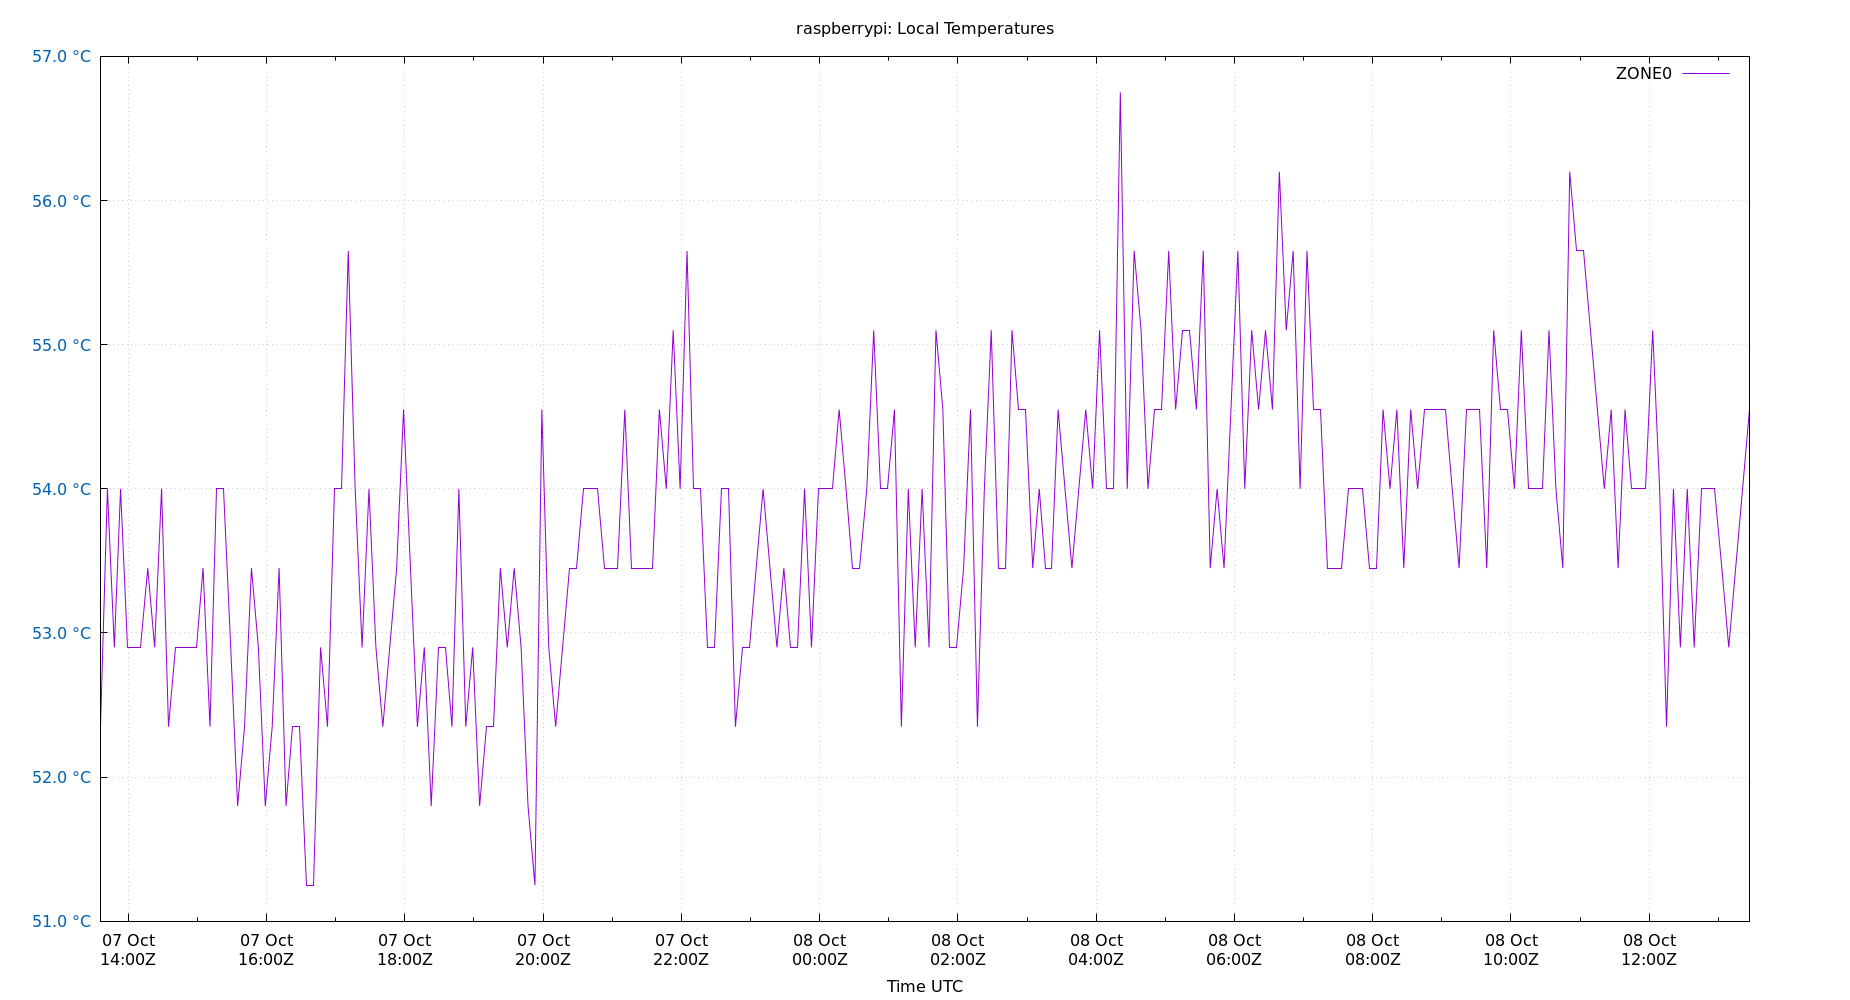 raspberrypi: Local Temperatures
ZONE0
57.0 °C
56.0 °C
55.0 °C
54.0 °C
53.0 °C
52.0 °C
51.0 °C
07 Oct 07 Oct 07 Oct 07 Oct 07 Oct 08 Oct 08 Oct 08 Oct 08 Oct 08 Oct 08 Oct 08 Oct
14:00Z 16:00Z 18:00Z 20:00Z 22:00Z 00:00Z 02:00Z 04:00Z 06:00Z 08:00Z 10:00Z 12:00Z
Time UTC